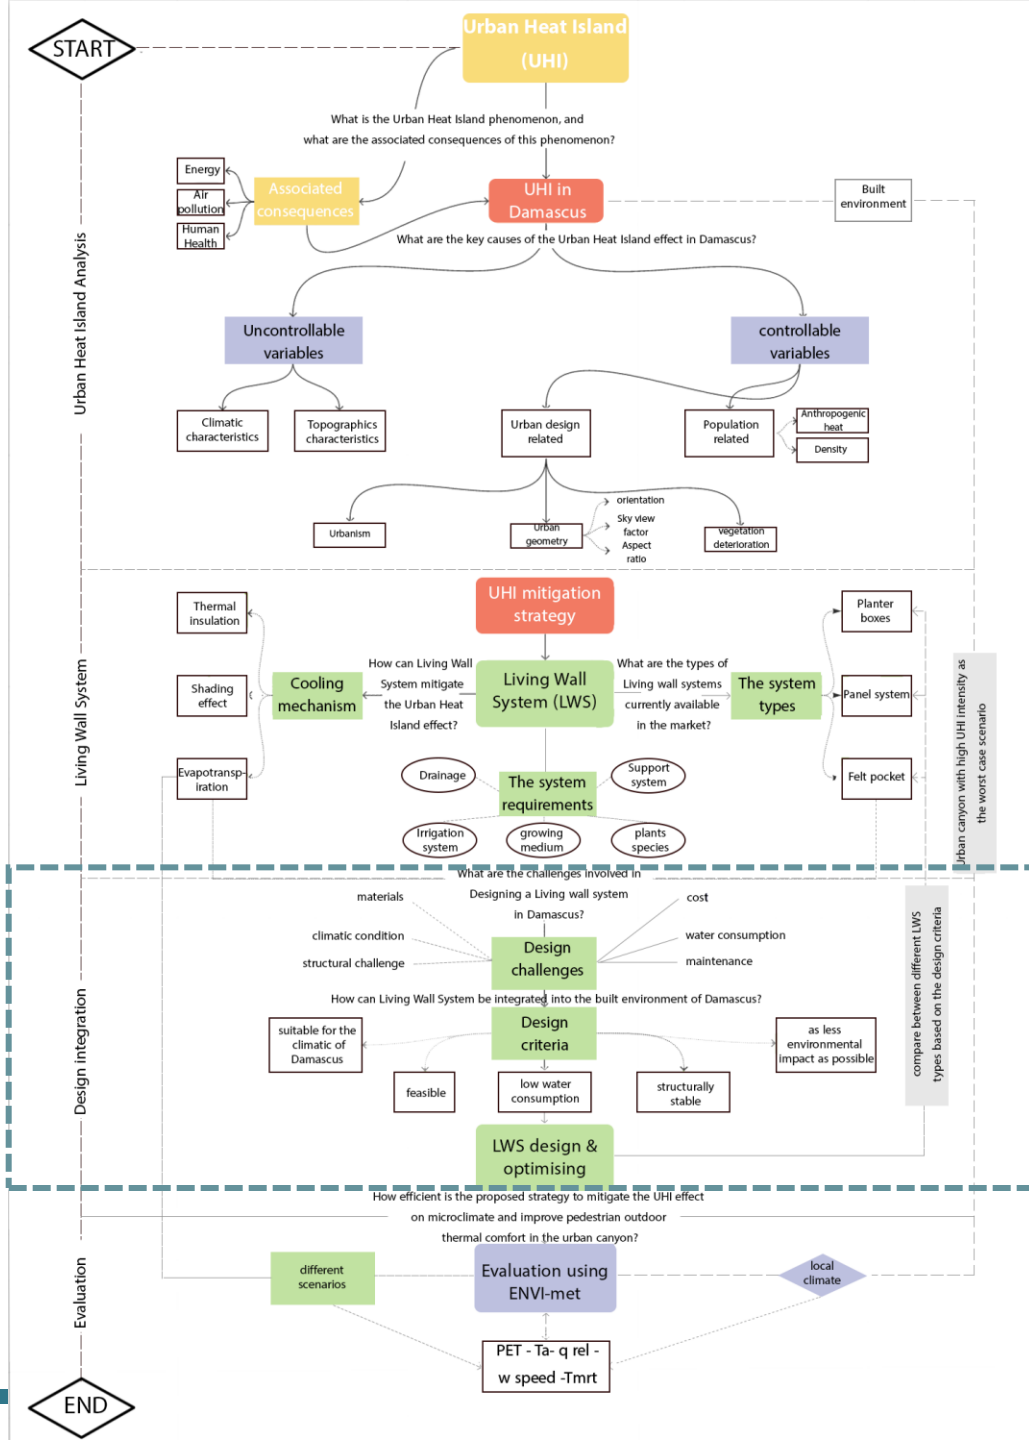 START
Urban Heat Island
(UHI)
What is the Urban Heat Island phenomenon, and
what are the associated consequences of this phenomenon?
Energy
Air
pollution
Human
Health
Associated
consequences
UHI in
Damascus
Built
environment
What are the key causes of the Urban Heat Island effect in Damascus?
Urban Heat Island Analysis
Uncontrollable
variables
controllable
variables
Climatic
characteristics
Topographics
characteristics
Urban design
related
Population
related
Anthropogenic
heat
Density
Urbanism
Urban
geometry
orientation
Sky view
factor
Aspect
ratio
vegetation
deterioration
UHI mitigation
strategy
Living Wall System
Thermal
insulation
Shading
effect
Evapotransp-
iration
Cooling
mechanism
How can Living Wall
System mitigate
the Urban Heat
Island effect?
Living Wall
System (LWS)
What are the types of
Living wall systems
currently available
in the market?
The system
types
Planter
boxes
Panel system
Felt pocket
Urban canyon with high UHI intensity as
the worst case scenario
The system
requirements
Drainage
Support
system
Irrigation
system
growing
medium
plants
species
What are the challenges involved in
Designing a Living wall system
in Damascus?
Design integration
materials
climatic condition
structural challenge
Design
challenges
cost
water consumption
maintenance
How can Living Wall System be integrated into the built environment of Damascus?
Design
criteria
suitable for the
climatic of
Damascus
feasible
low water
consumption
structurally
stable
as less
environmental
impact as possible
compare between different LWS
types based on the design criteria
LWS design &
optimising
How efficient is the proposed strategy to mitigate the UHI effect
on microclimate and improve pedestrian outdoor
thermal comfort in the urban canyon?
Evaluation
different
scenarios
Evaluation using
ENVI-met
local
climate
PET - Ta- q rel -
w speed -Tmrt
END